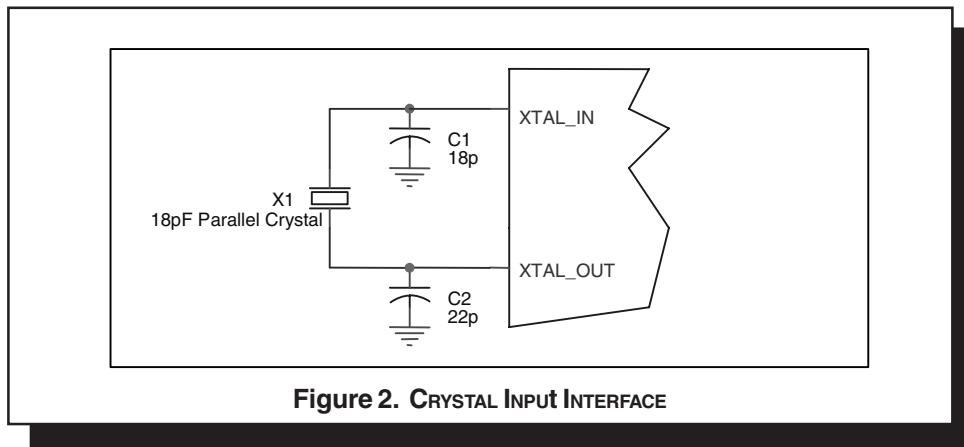 XTAL_IN
C1
18p
X1
18pF Parallel Crystal
XTAL_OUT
C2
22p
Figure 2. CRYSTAL INPUt INTERFACE